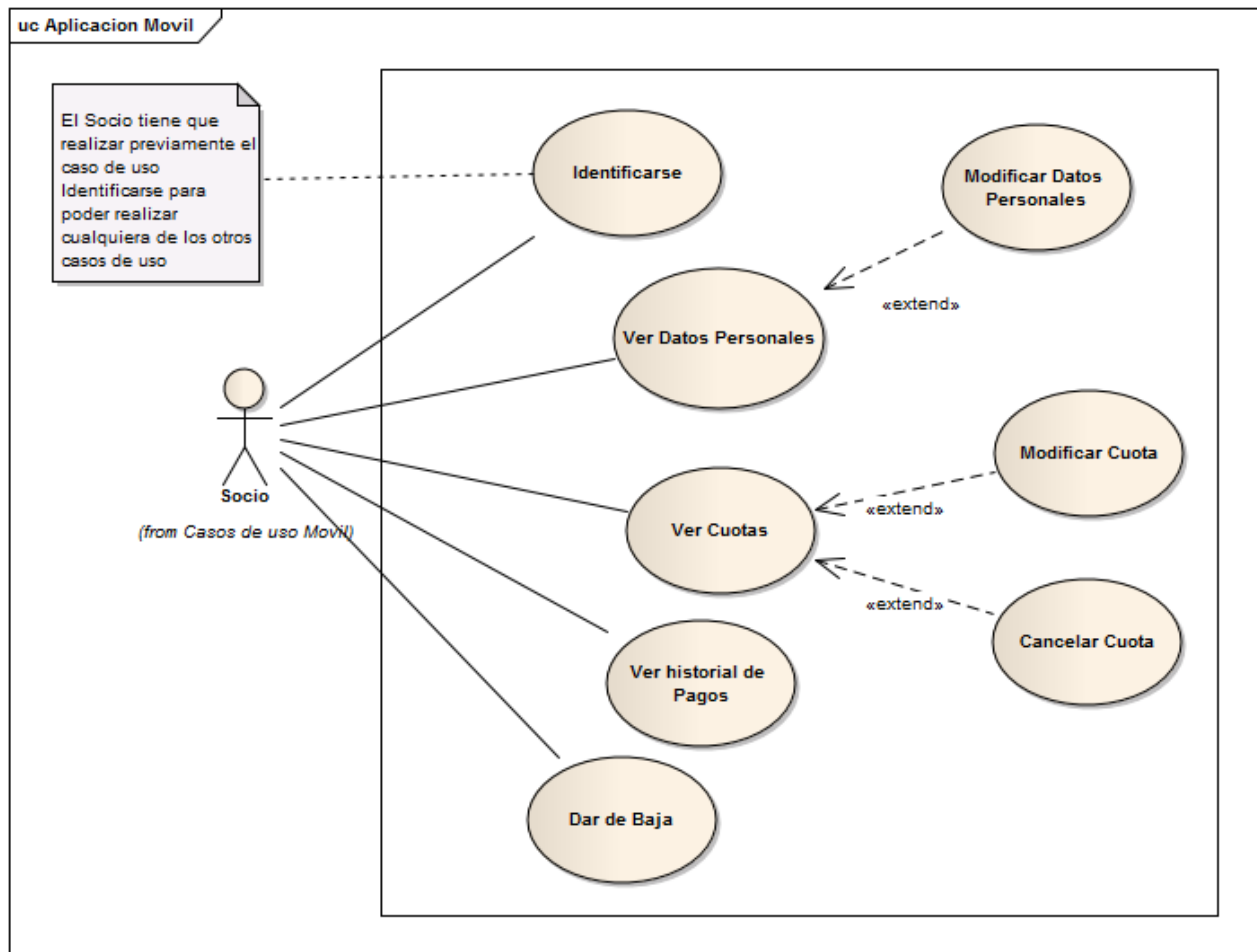 uc Aplicacion Movil
El Socio tiene que
realizar previamente el
caso de uso
Identificarse para
poder realizar
cualquiera de los otros
casos de uso
Identificarse
Modificar Datos
Personales
«extend»
Ver Datos Personales
Socio
(from Casos de uso Movil)
Modificar Cuota
«extend»
Ver Cuotas
«extend»
Cancelar Cuota
Ver historial de
Pagos
Dar de Baja